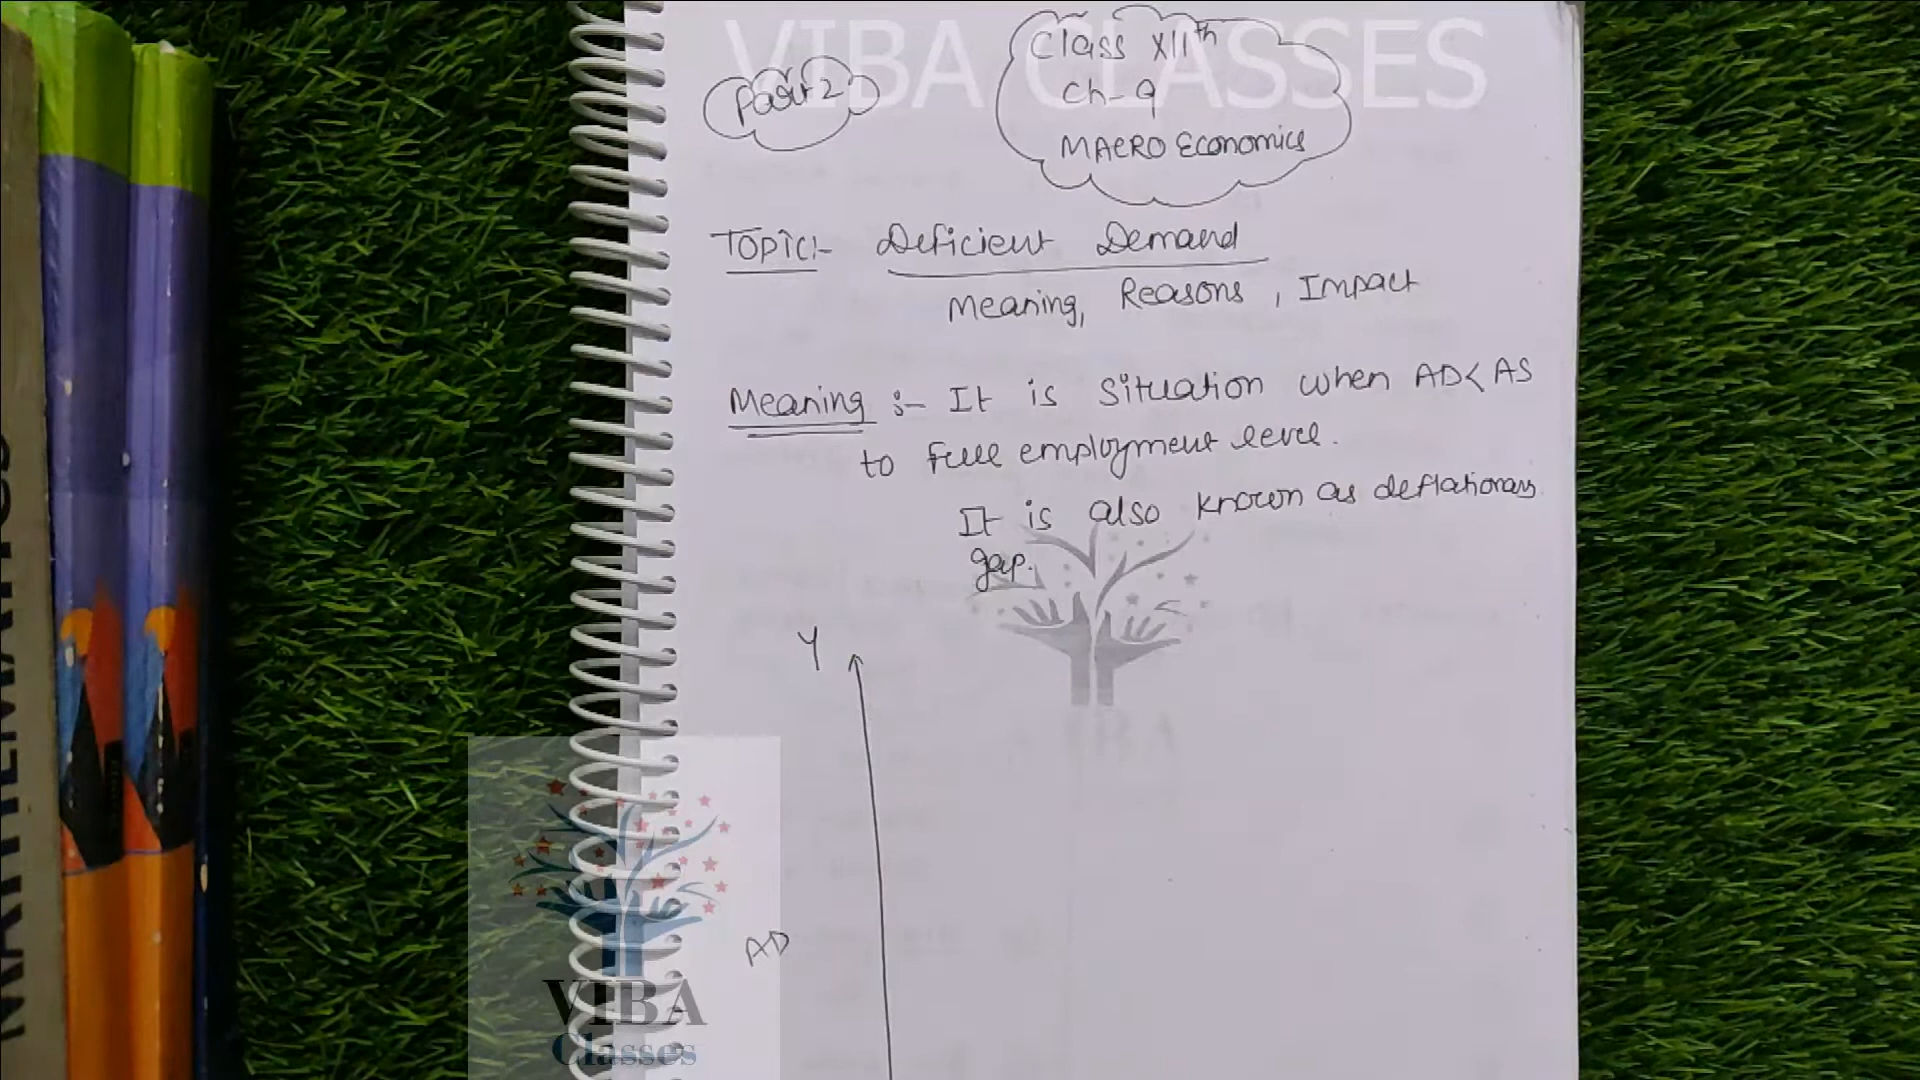 VIBA CLASSES
Part 2
Class XIIth
Ch-9
MACRO Economics
TOPIC:- Deficient Demand
Meaning, Reasons, Impact
Meaning :- It is situation when AD< AS
to full employment level.
It is also known as deflationary
gap.
Y
AD
VIBA
VIBA
Classes